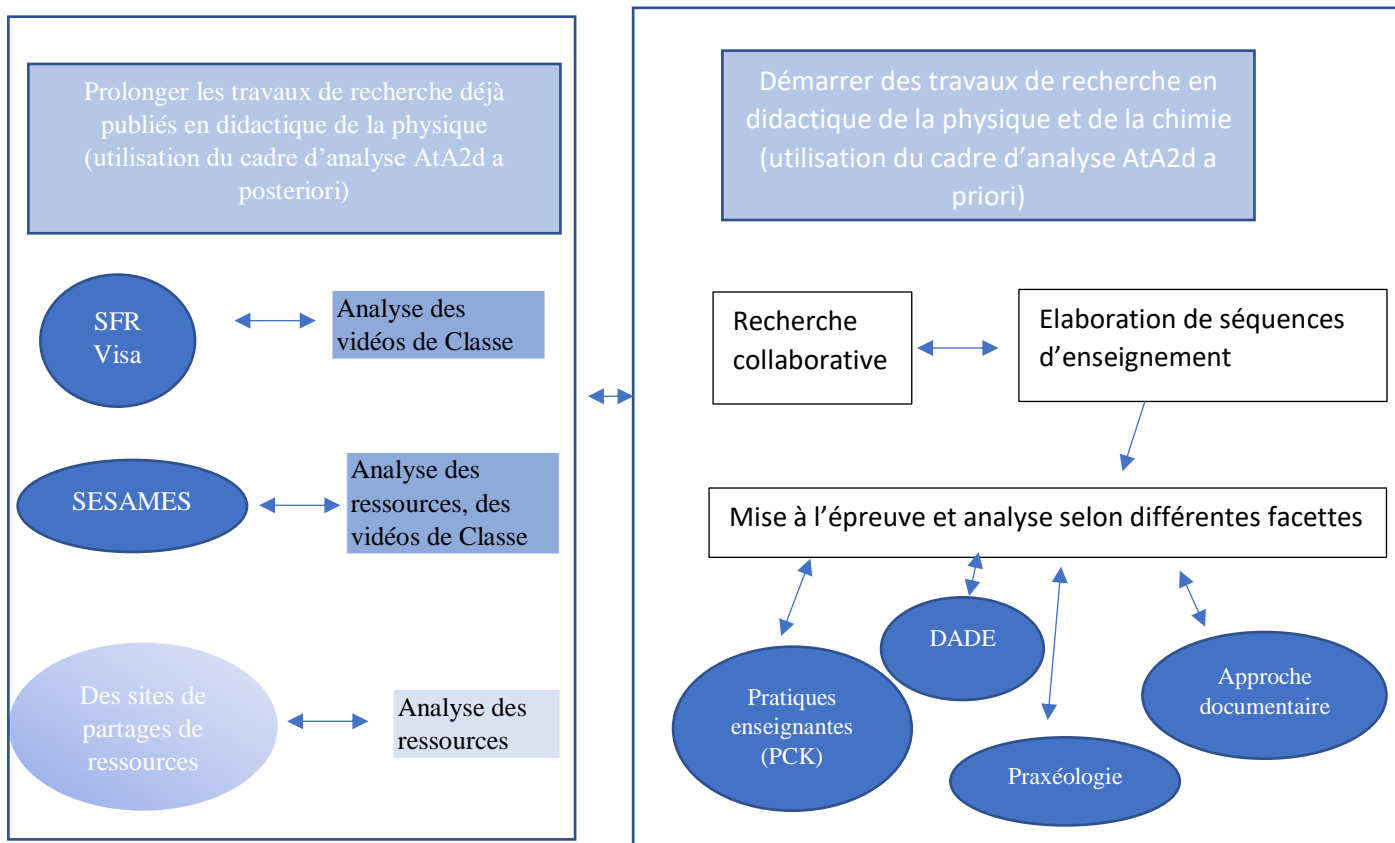 Prolonger les travaux de recherche déjà
publiés en didactique de la physique
(utilisation du cadre d'analyse AtA2d a
posteriori)
SFR
Visa
Analyse des
vidéos de Classe
SESAMES
Analyse des
ressources, des
vidéos de Classe
Des sites de
partages de
ressources
Analyse des
ressources
Démarrer des travaux de recherche en
didactique de la physique et de la chimie
(utilisation du cadre d'analyse AtA2d a
priori)
Recherche
collaborative
Elaboration de séquences
d'enseignement
Mise à l'épreuve et analyse selon différentes facettes
Pratiques
enseignantes
(PCK)
DADE
Praxéologie
Approche
documentaire